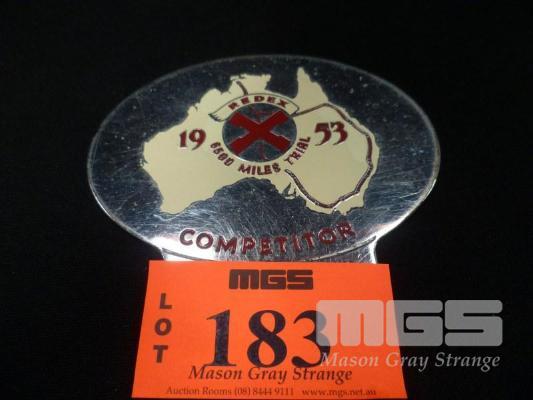 REDEX
19 53
6500 MILES TRIAL
COMPETITOR
MGS
LOT
183
Mason Gray Strange
Auction Rooms (08) 8444 9111 www.mgs.net.au
MGS
Mason Gray Strange